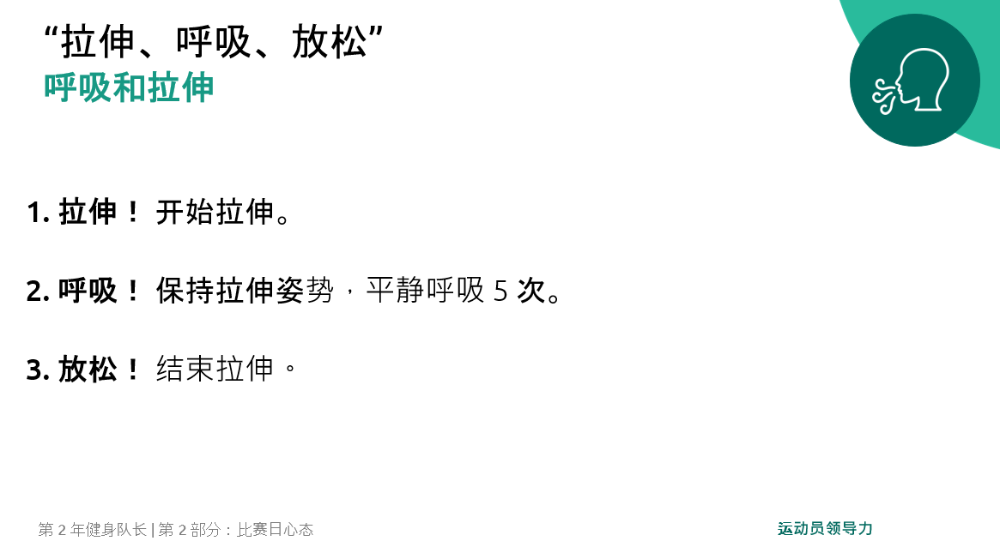 “拉伸、呼吸、放松”
呼吸和拉伸
1. 拉伸！ 开始拉伸。
2. 呼吸！ 保持拉伸姿势，平静呼吸 5 次。
3. 放松！ 结束拉伸。
第 2 年健身队长 | 第 2 部分：比赛日心态
运动员领导力